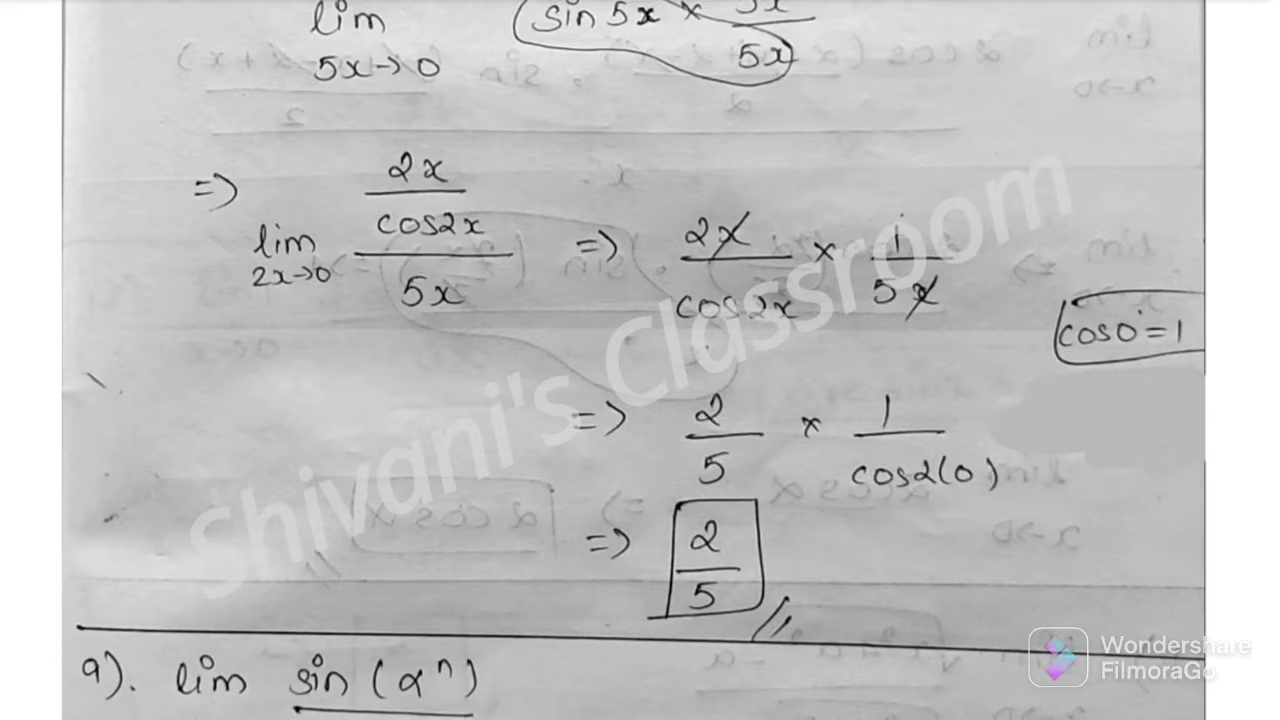 lim (sin 5x × 5x/5x)
5x→0
=> lim 2x/cos2x / 5x => 2x/cos2x × 1/5x
2x→0
cos0 = 1
=> 2/5 × 1/cos2(0)
=> 2/5
Shivani's Classroom
9). lim sin (α^n)
Wondershare
FilmoraGo